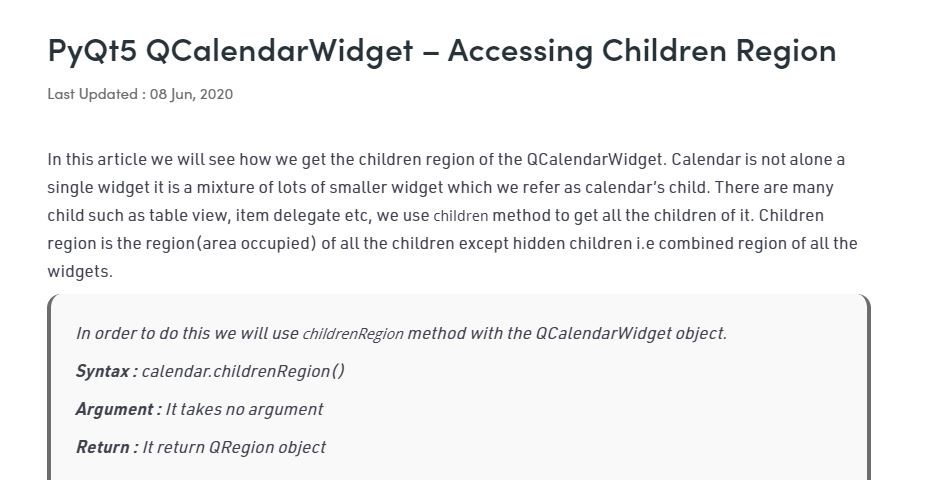 PyQt5 QCalendarWidget – Accessing Children Region
Last Updated : 08 Jun, 2020
In this article we will see how we get the children region of the QCalendarWidget. Calendar is not alone a
single widget it is a mixture of lots of smaller widget which we refer as calendar's child. There are many
child such as table view, item delegate etc, we use children method to get all the children of it. Children
region is the region(area occupied) of all the children except hidden children i.e combined region of all the
widgets.
In order to do this we will use childrenRegion method with the QCalendarWidget object.
Syntax : calendar.childrenRegion()
Argument : It takes no argument
Return : It return QRegion object